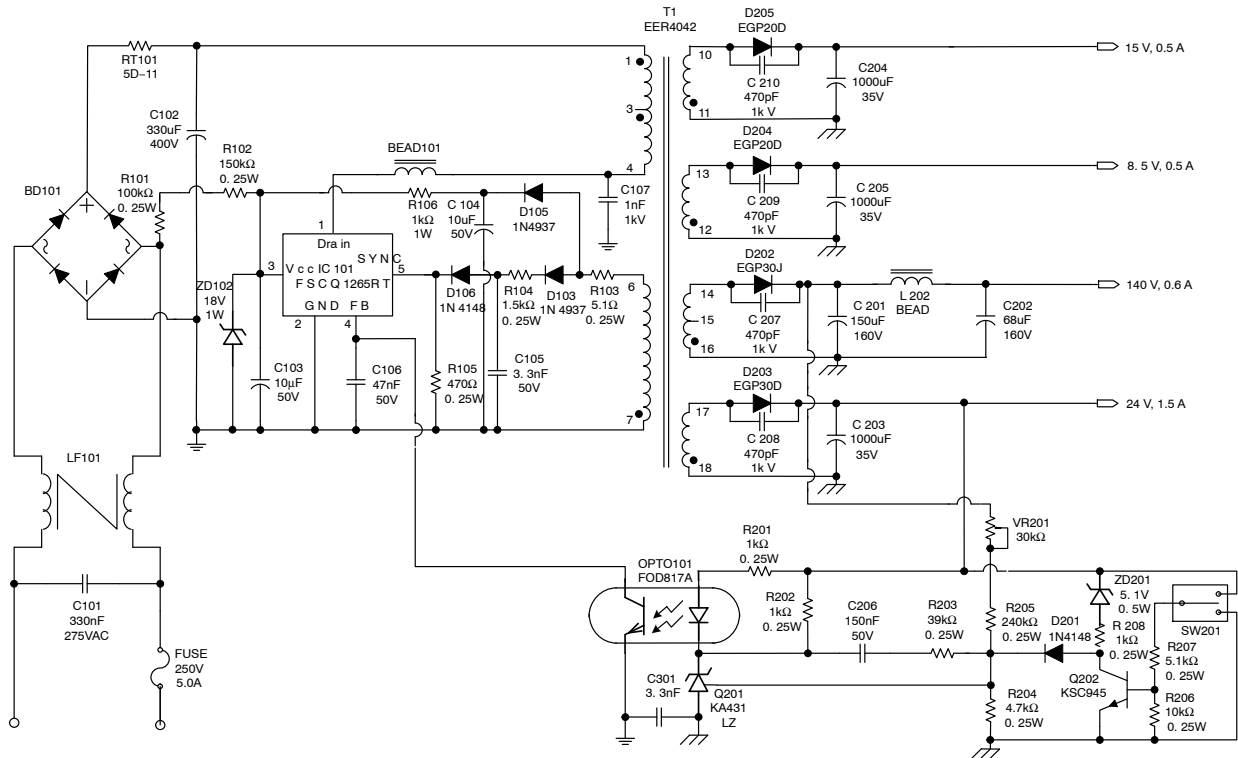 T1
EER4042
RT101
5D-11
C102
330uF
400V
BD101
R101
100kΩ
0. 25W
R102
150kΩ
0. 25W
BEAD101
R106
1kΩ
1W
C 104
10uF
50V
D105
1N4937
C107
1nF
1kV
1
3
4
6
7
1
Dra in
SYNC
Vcc IC 101
FSCQ 1265RT
GND FB
3
5
2
4
ZD102
18V
1W
C103
10µF
50V
C106
47nF
50V
R105
470Ω
0. 25W
D106
1N 4148
R104
1.5kΩ
0. 25W
D103
1N 4937
R103
5.1Ω
0. 25W
C105
3. 3nF
50V
LF101
C101
330nF
275VAC
FUSE
250V
5.0A
10
11
D205
EGP20D
C 210
470pF
1k V
C204
1000uF
35V
15 V, 0.5 A
13
12
D204
EGP20D
C 209
470pF
1k V
C 205
1000uF
35V
8. 5 V, 0.5 A
14
15
16
D202
EGP30J
C 207
470pF
1k V
C 201
150uF
160V
L 202
BEAD
C202
68uF
160V
140 V, 0.6 A
17
18
D203
EGP30D
C 208
470pF
1k V
C 203
1000uF
35V
24 V, 1.5 A
VR201
30kΩ
OPTO101
FOD817A
R201
1kΩ
0. 25W
R202
1kΩ
0. 25W
C206
150nF
50V
R203
39kΩ
0. 25W
R205
240kΩ
0. 25W
D201
1N4148
ZD201
5. 1V
0. 5W
R 208
1kΩ
0. 25W
SW201
R207
5.1kΩ
0. 25W
R206
10kΩ
0. 25W
Q202
KSC945
R204
4.7kΩ
0. 25W
C301
3. 3nF
Q201
KA431
LZ